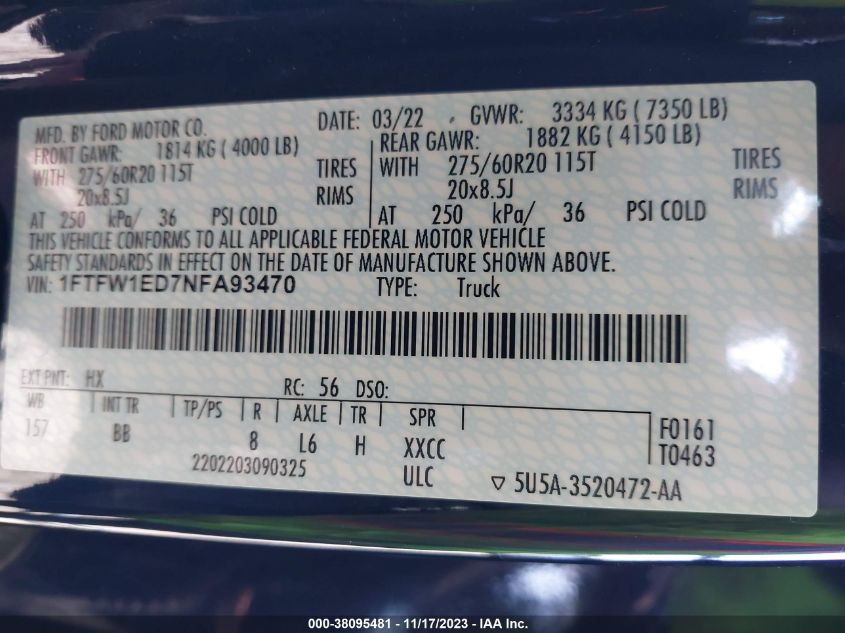 MFD. BY FORD MOTOR CO.
DATE: 03/22 GVWR: 3334 KG ( 7350 LB)
FRONT GAWR: 1814 KG ( 4000 LB) REAR GAWR: 1882 KG ( 4150 LB)
WITH 275/60R20 115T TIRES WITH 275/60R20 115T TIRES
20x8.5J RIMS 20x8.5J RIMS
AT 250 kPa/ 36 PSI COLD AT 250 kPa/ 36 PSI COLD
THIS VEHICLE CONFORMS TO ALL APPLICABLE FEDERAL MOTOR VEHICLE
SAFETY STANDARDS IN EFFECT ON THE DATE OF MANUFACTURE SHOWN ABOVE.
VIN: 1FTFW1ED7NFA93470 TYPE: Truck
EXT PNT: HX RC: 56 DSO:
WB INT TR TP/PS R AXLE TR SPR
157 BB 8 L6 H XXCC F0161
2202203090325 ULC T0463
▽ 5U5A-3520472-AA
000-38095481 - 11/17/2023 - IAA Inc.